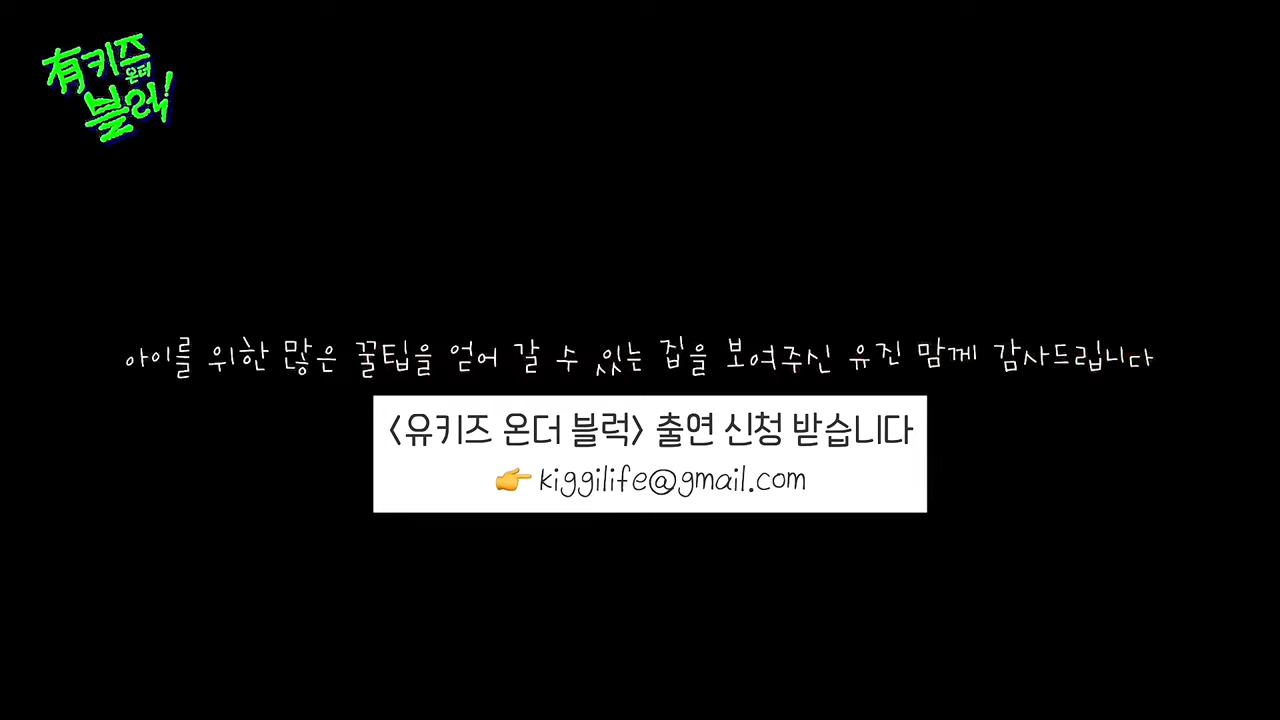 有키즈
온더
블럭!
아이를 위한 많은 꿀팁을 얻어 갈 수 있는 집을 보여주신 유진 맘께 감사드립니다
<유키즈 온더 블럭> 출연 신청 받습니다
👉 kiggilife@gmail.com